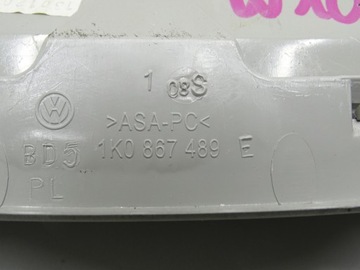 1 08S
>ASA-PC<
BD5 1K0 867 489 E
PL